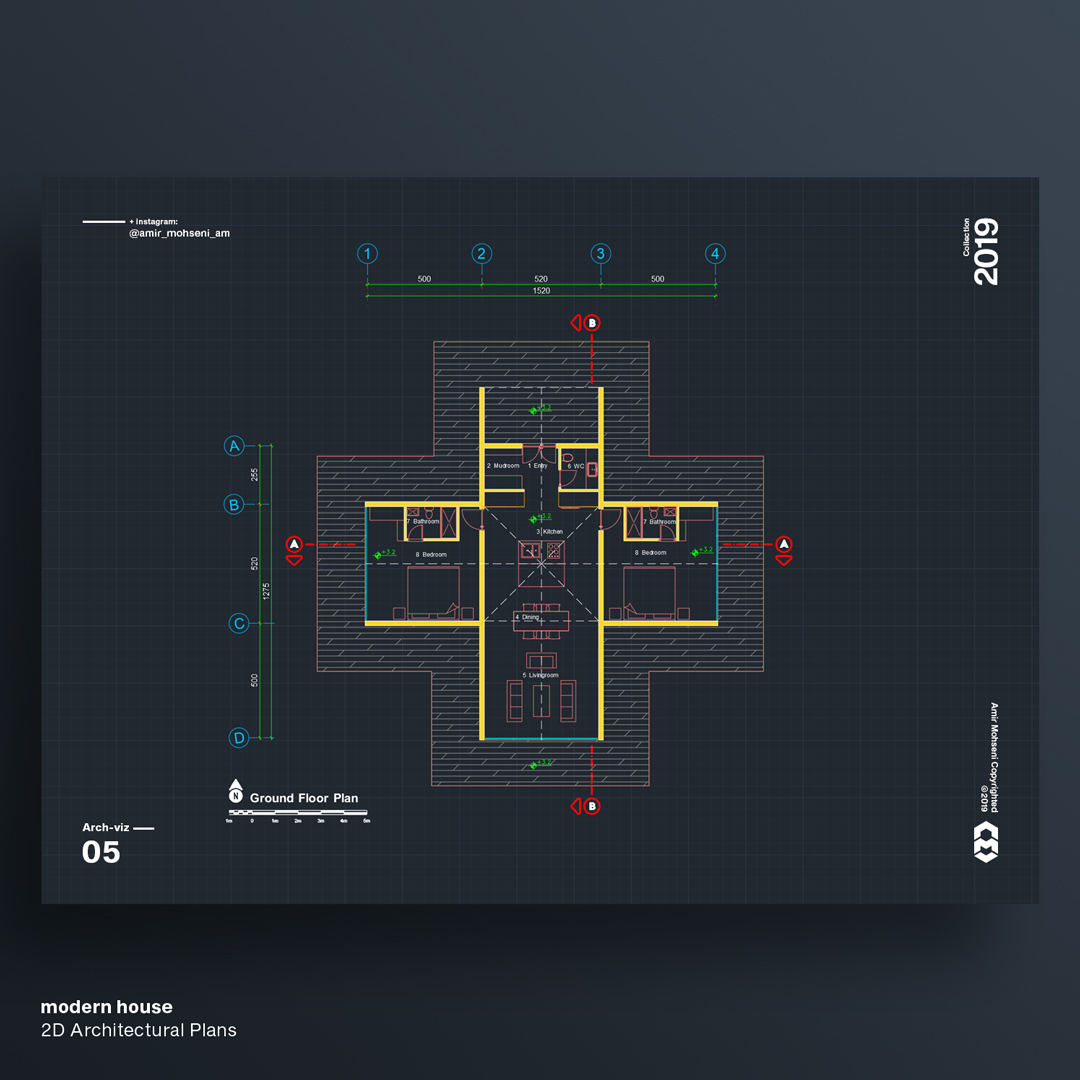 + Instagram:
@amir_mohseni_am
Collection
2019
1 2 3 4
500 520 500
1520
B
A
255
B
520
1275
C
500
D
+3.2
2 Mudroom 1 Entry 6 WC
+3.2
3 Kitchen
7 Bathroom
7 Bathroom
A
A
+3.2
+3.2
8 Bedroom
8 Bedroom
4 Dining
5 Livingroom
+3.2
B
N
Ground Floor Plan
1m 0 1m 2m 3m 4m 5m
Arch-viz
05
Amir Mohseni Copyrighted
©2019
modern house
2D Architectural Plans